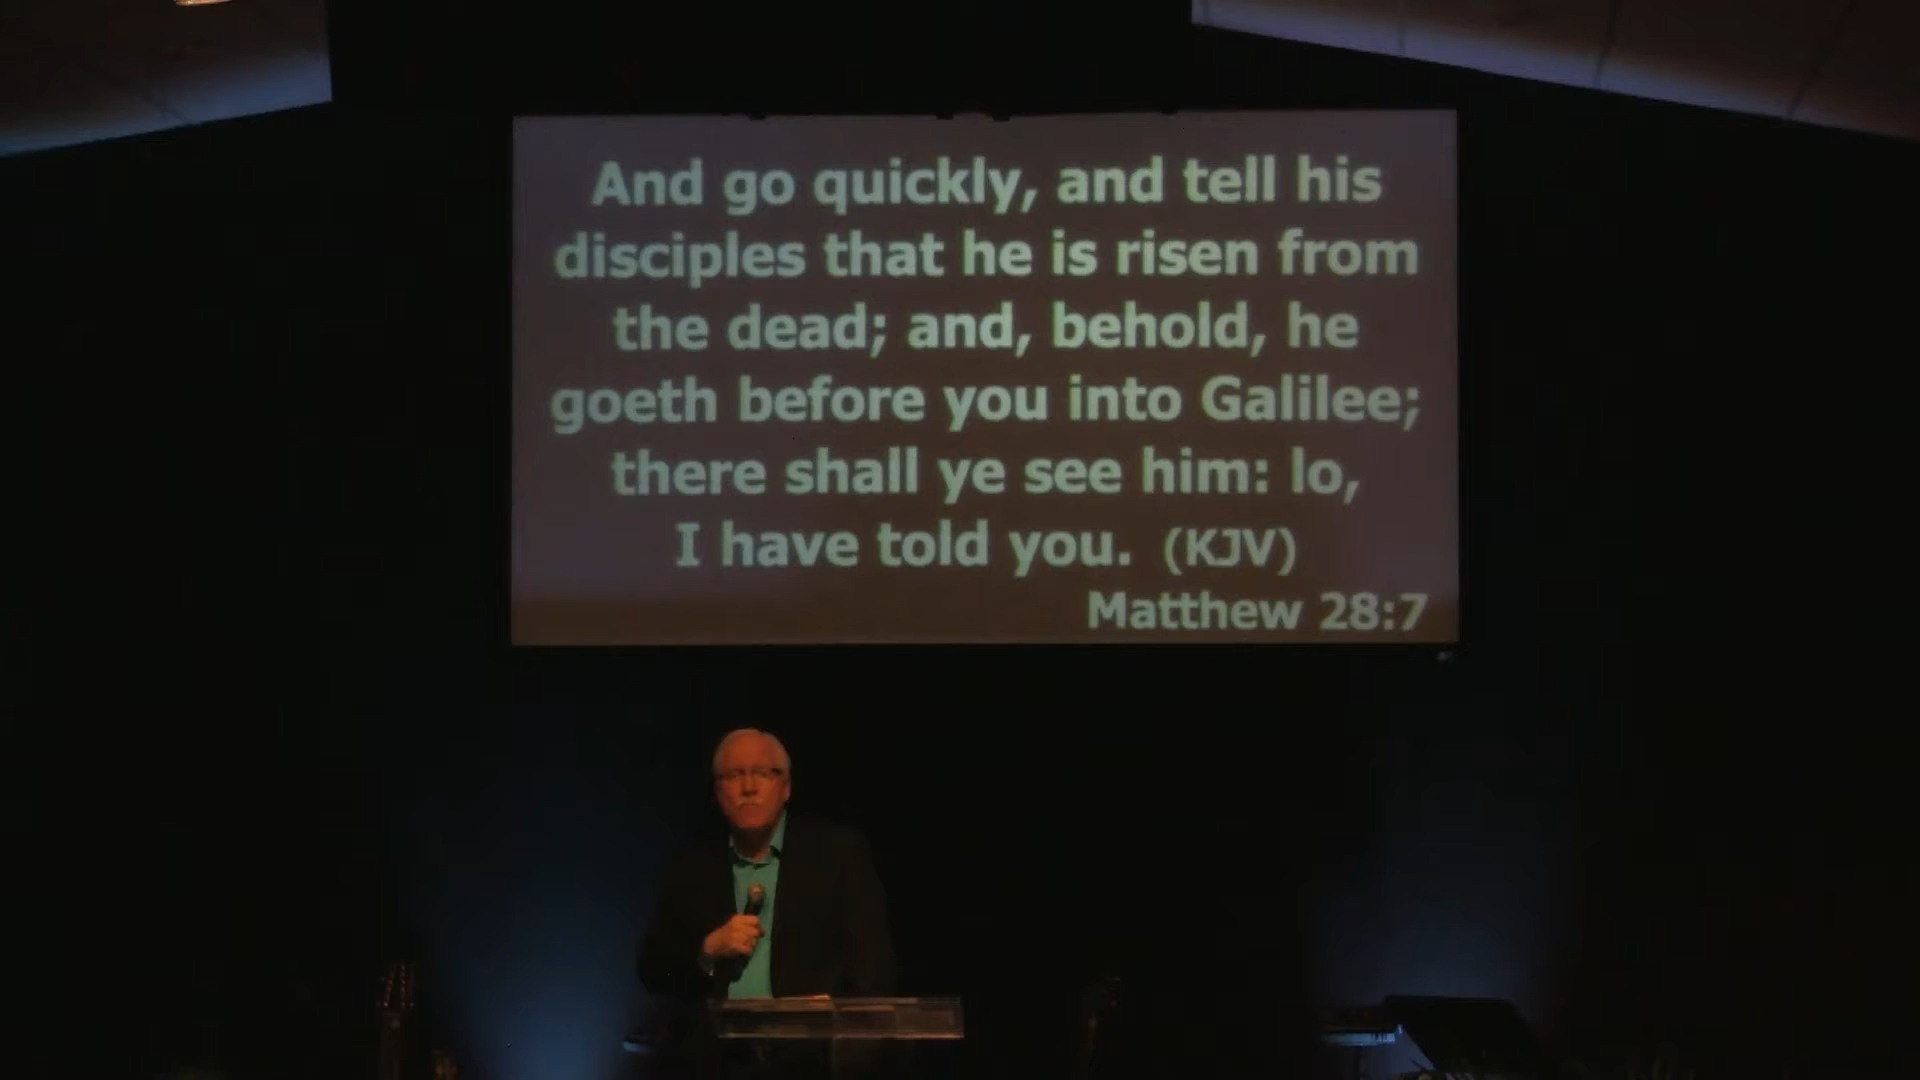 And go quickly, and tell his
disciples that he is risen from
the dead; and, behold, he
goeth before you into Galilee;
there shall ye see him: lo,
I have told you. (KJV)
Matthew 28:7